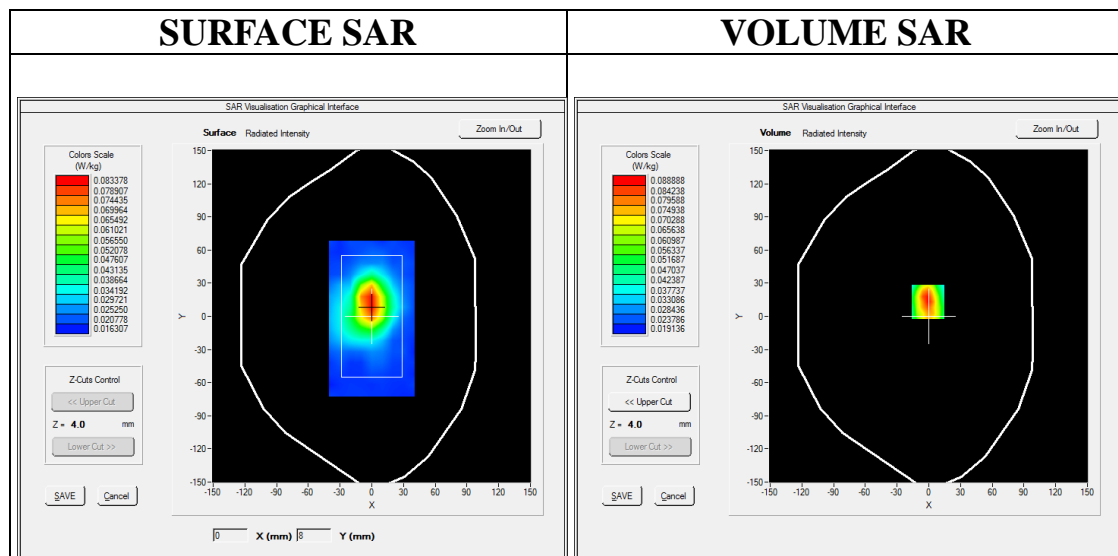 SURFACE SAR
VOLUME SAR
SAR Visualisation Graphical Interface
Surface Radiated Intensity
Zoom In/Out
Colors Scale
(W/kg)
0.083378
0.078907
0.074435
0.069964
0.065492
0.061021
0.056550
0.052078
0.047607
0.043135
0.038664
0.034192
0.029721
0.025250
0.020778
0.016307
150
120
90
60
30
0
-30
-60
-90
-120
-150
Y
-150 -120 -90 -60 -30 0 30 60 90 120 150
X
Z-Cuts Control
<< Upper Cut
Z = 4.0 mm
Lower Cut >>
SAVE Cancel
0 X (mm) 8 Y (mm)
SAR Visualisation Graphical Interface
Volume Radiated Intensity
Zoom In/Out
Colors Scale
(W/kg)
0.088888
0.084238
0.079588
0.074938
0.070288
0.065638
0.060987
0.056337
0.051687
0.047037
0.042387
0.037737
0.033086
0.028436
0.023786
0.019136
150
120
90
60
30
0
-30
-60
-90
-120
-150
Y
-150 -120 -90 -60 -30 0 30 60 90 120 150
X
Z-Cuts Control
<< Upper Cut
Z = 4.0 mm
Lower Cut >>
SAVE Cancel